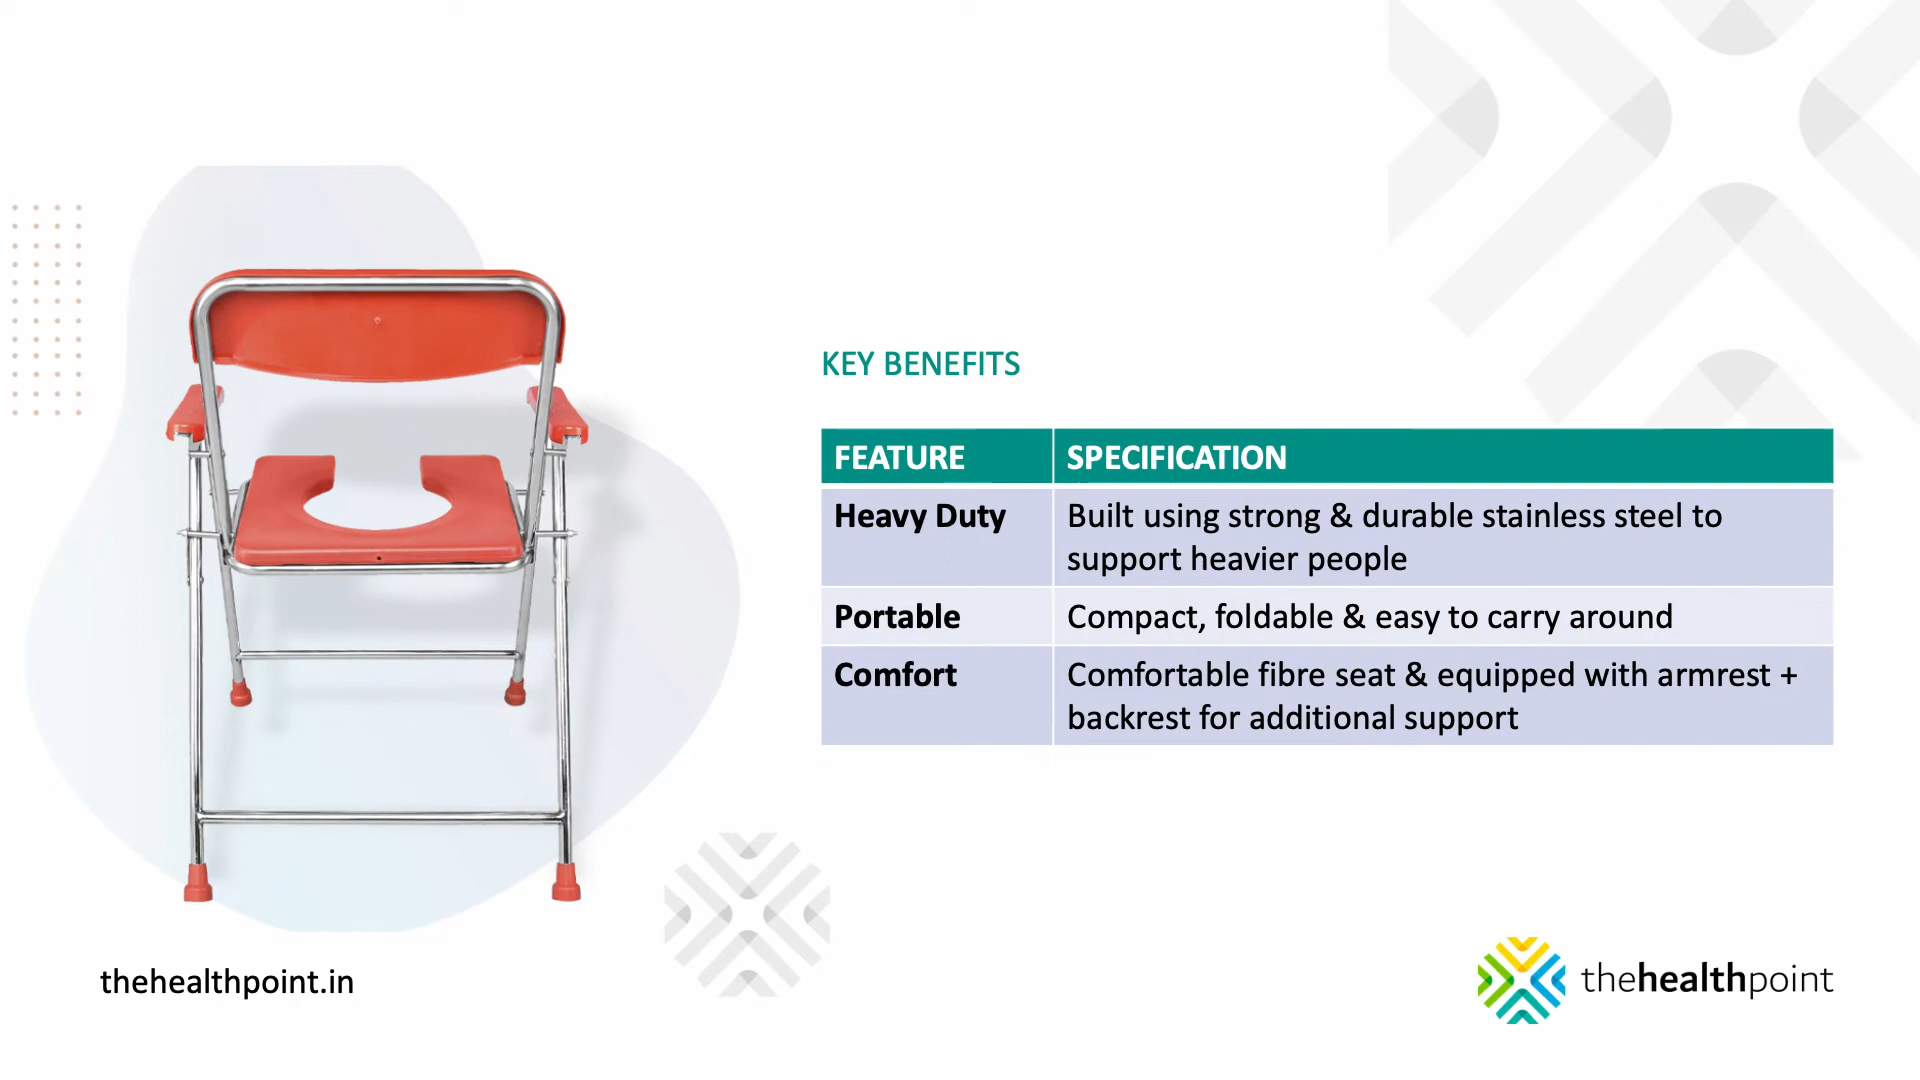 KEY BENEFITS
FEATURE SPECIFICATION
Heavy Duty Built using strong & durable stainless steel to
support heavier people
Portable Compact, foldable & easy to carry around
Comfort Comfortable fibre seat & equipped with armrest +
backrest for additional support
thehealthpoint.in
thehealthpoint